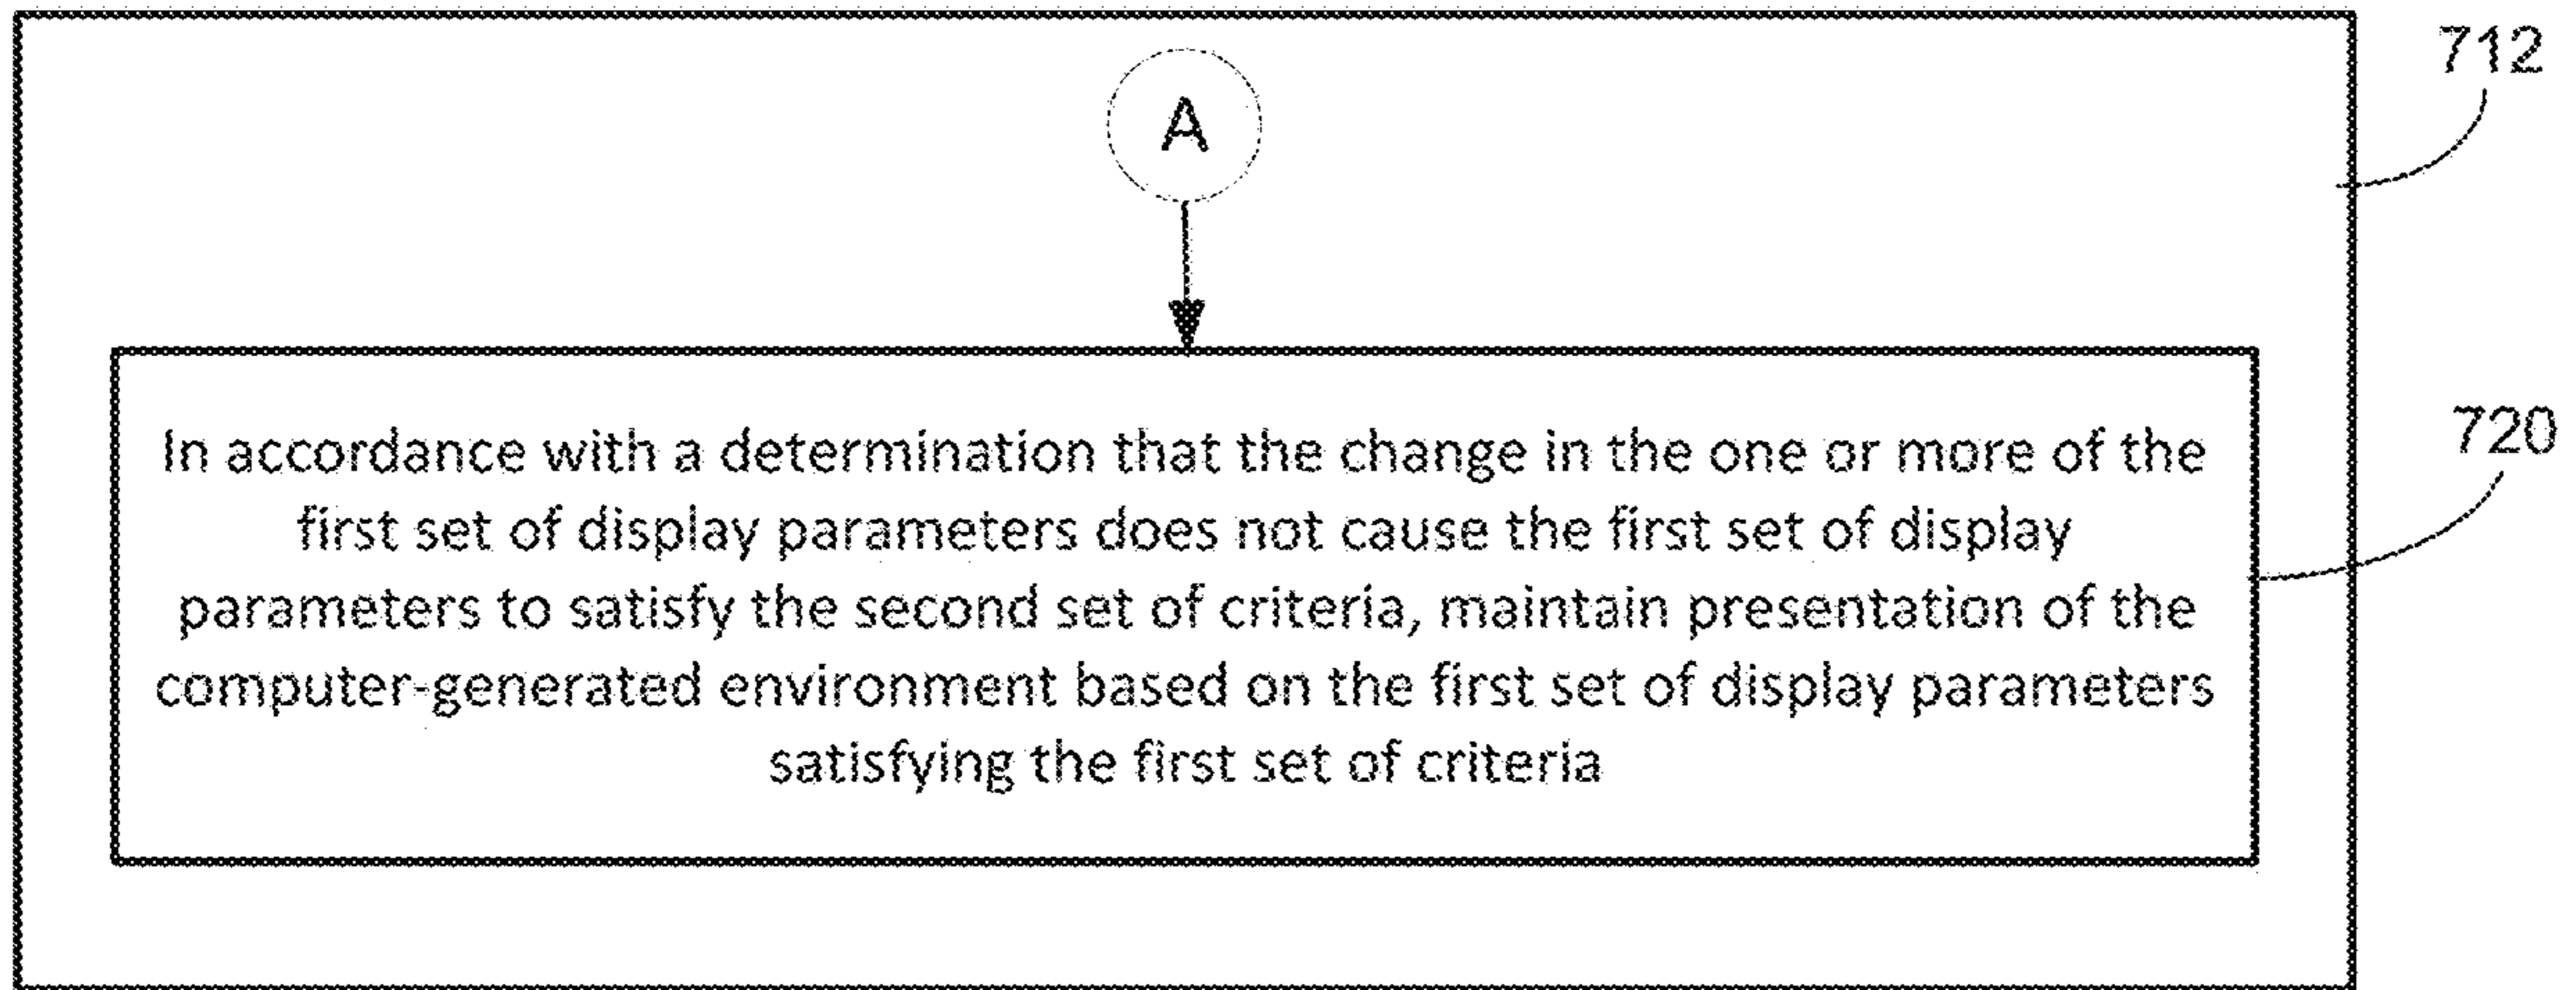 712
A
720
In accordance with a determination that the change in the one or more of the
first set of display parameters does not cause the first set of display
parameters to satisfy the second set of criteria, maintain presentation of the
computer-generated environment based on the first set of display parameters
satisfying the first set of criteria